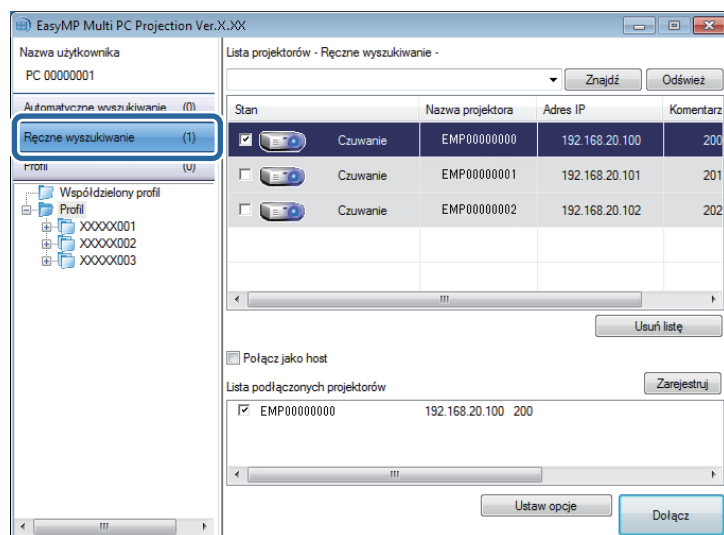 EasyMP Multi PC Projection Ver.X.XX
Nazwa użytkownika
PC 00000001
Automatyczne wyszukiwanie (0)
Ręczne wyszukiwanie (1)
Profil (0)
Współdzielony profil
Profil
XXXXX001
XXXXX002
XXXXX003
Lista projektorów - Ręczne wyszukiwanie -
Znajdź Odśwież
Stan Nazwa projektora Adres IP Komentarz
Czuwanie EMP00000000 192.168.20.100 200
Czuwanie EMP00000001 192.168.20.101 201
Czuwanie EMP00000002 192.168.20.102 202
Usuń listę
Połącz jako host
Lista podłączonych projektorów Zarejestruj
EMP00000000 192.168.20.100 200
Ustaw opcje Dołącz